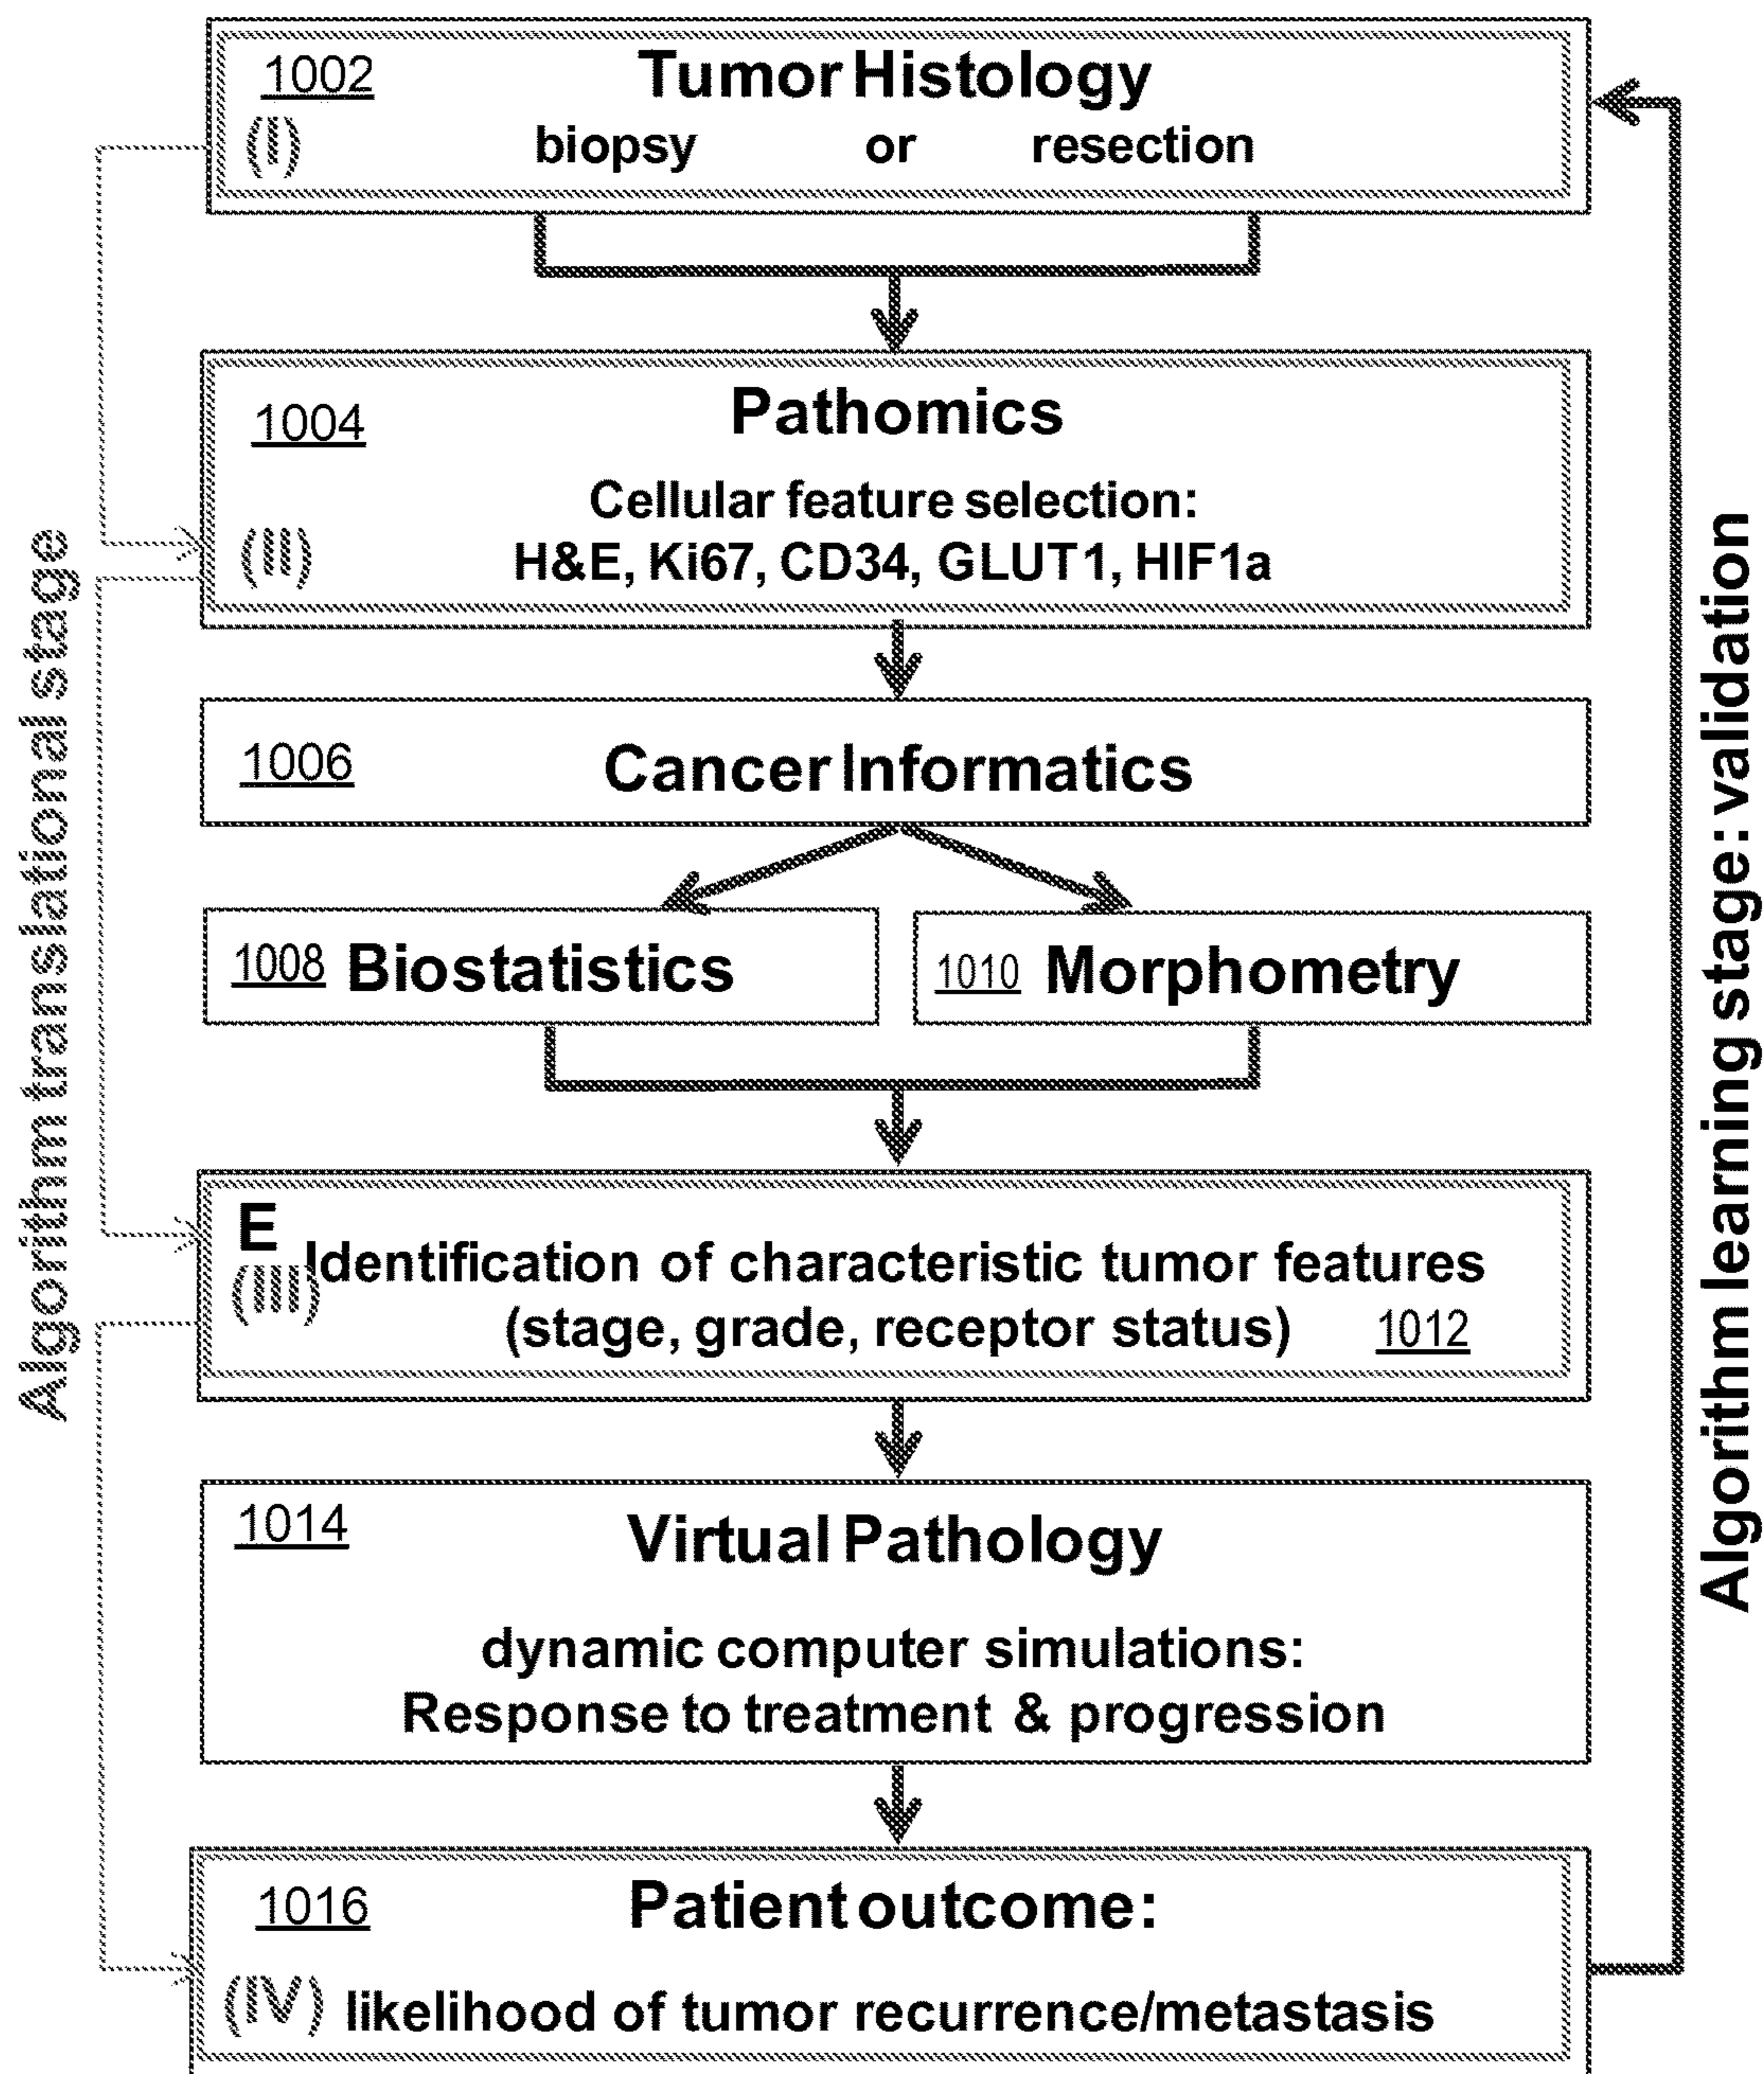 1002
Tumor Histology
(I)
biopsy or resection
1004
Pathomics
Cellular feature selection:
(II)
H&E, Ki67, CD34, GLUT1, HIF1a
1006
Cancer Informatics
1008 Biostatistics
1010 Morphometry
E
(III)
Identification of characteristic tumor features
(stage, grade, receptor status) 1012
1014
Virtual Pathology
dynamic computer simulations:
Response to treatment & progression
1016
Patient outcome:
(IV) likelihood of tumor recurrence/metastasis
Algorithm translational stage
Algorithm learning stage: validation